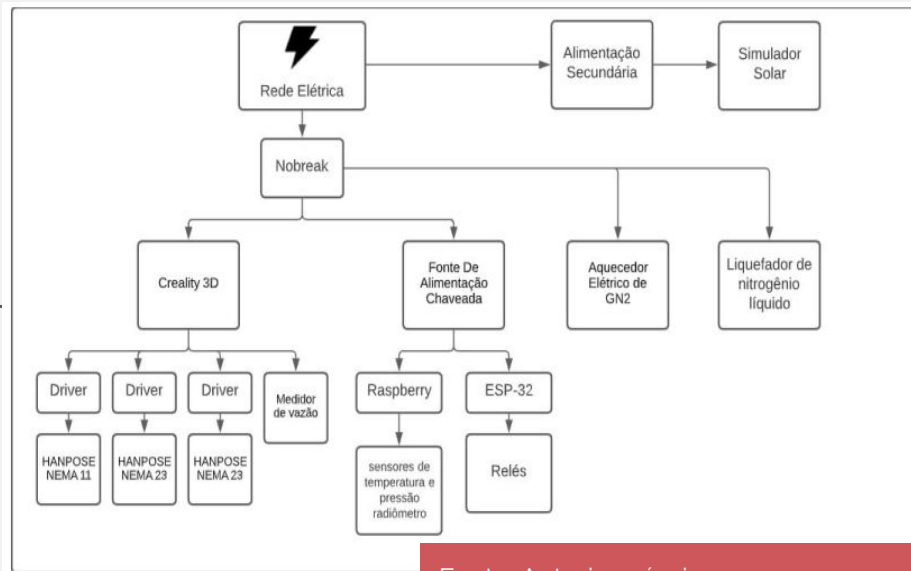 Rede Elétrica
Alimentação
Secundária
Simulador
Solar
Nobreak
Creality 3D
Fonte De
Alimentação
Chaveada
Aquecedor
Elétrico de
GN2
Liquefador de
nitrogênio
líquido
Driver
Driver
Driver
Medidor
de vazão
Raspberry
ESP-32
HANPOSE
NEMA 11
HANPOSE
NEMA 23
HANPOSE
NEMA 23
sensores de
temperatura e
pressão
radiômetro
Relés